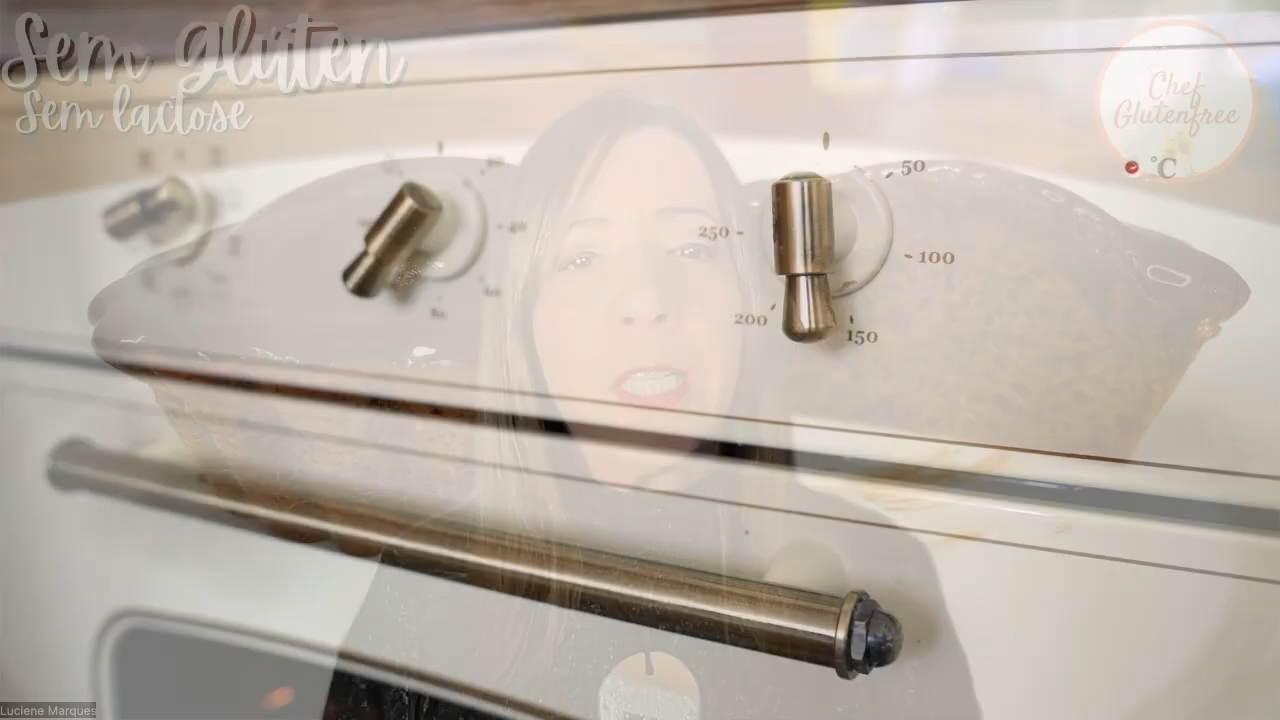 Sem glúten
Sem lactose
Chef
Glutenfree
°C
50
250
100
200
150
Luciene Marques